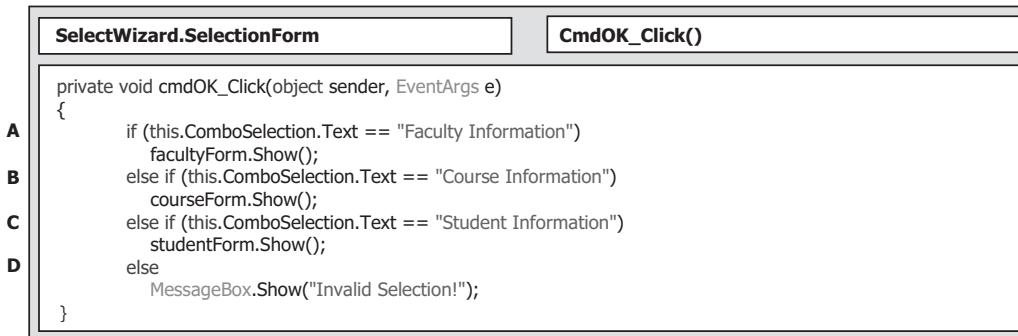 SelectWizard.SelectionForm CmdOK_Click()
private void cmdOK_Click(object sender, EventArgs e)
{
A if (this.ComboSelection.Text == "Faculty Information")
facultyForm.Show();
B else if (this.ComboSelection.Text == "Course Information")
courseForm.Show();
C else if (this.ComboSelection.Text == "Student Information")
studentForm.Show();
D else
MessageBox.Show("Invalid Selection!");
}